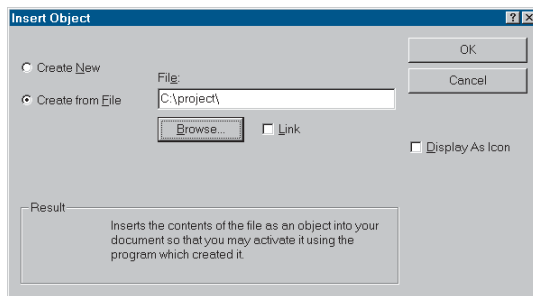 Insert Object
OK
Create New
Cancel
File:
Create from File
C:\project\
Browse...
Link
Display As Icon
Result
Inserts the contents of the file as an object into your
document so that you may activate it using the
program which created it.